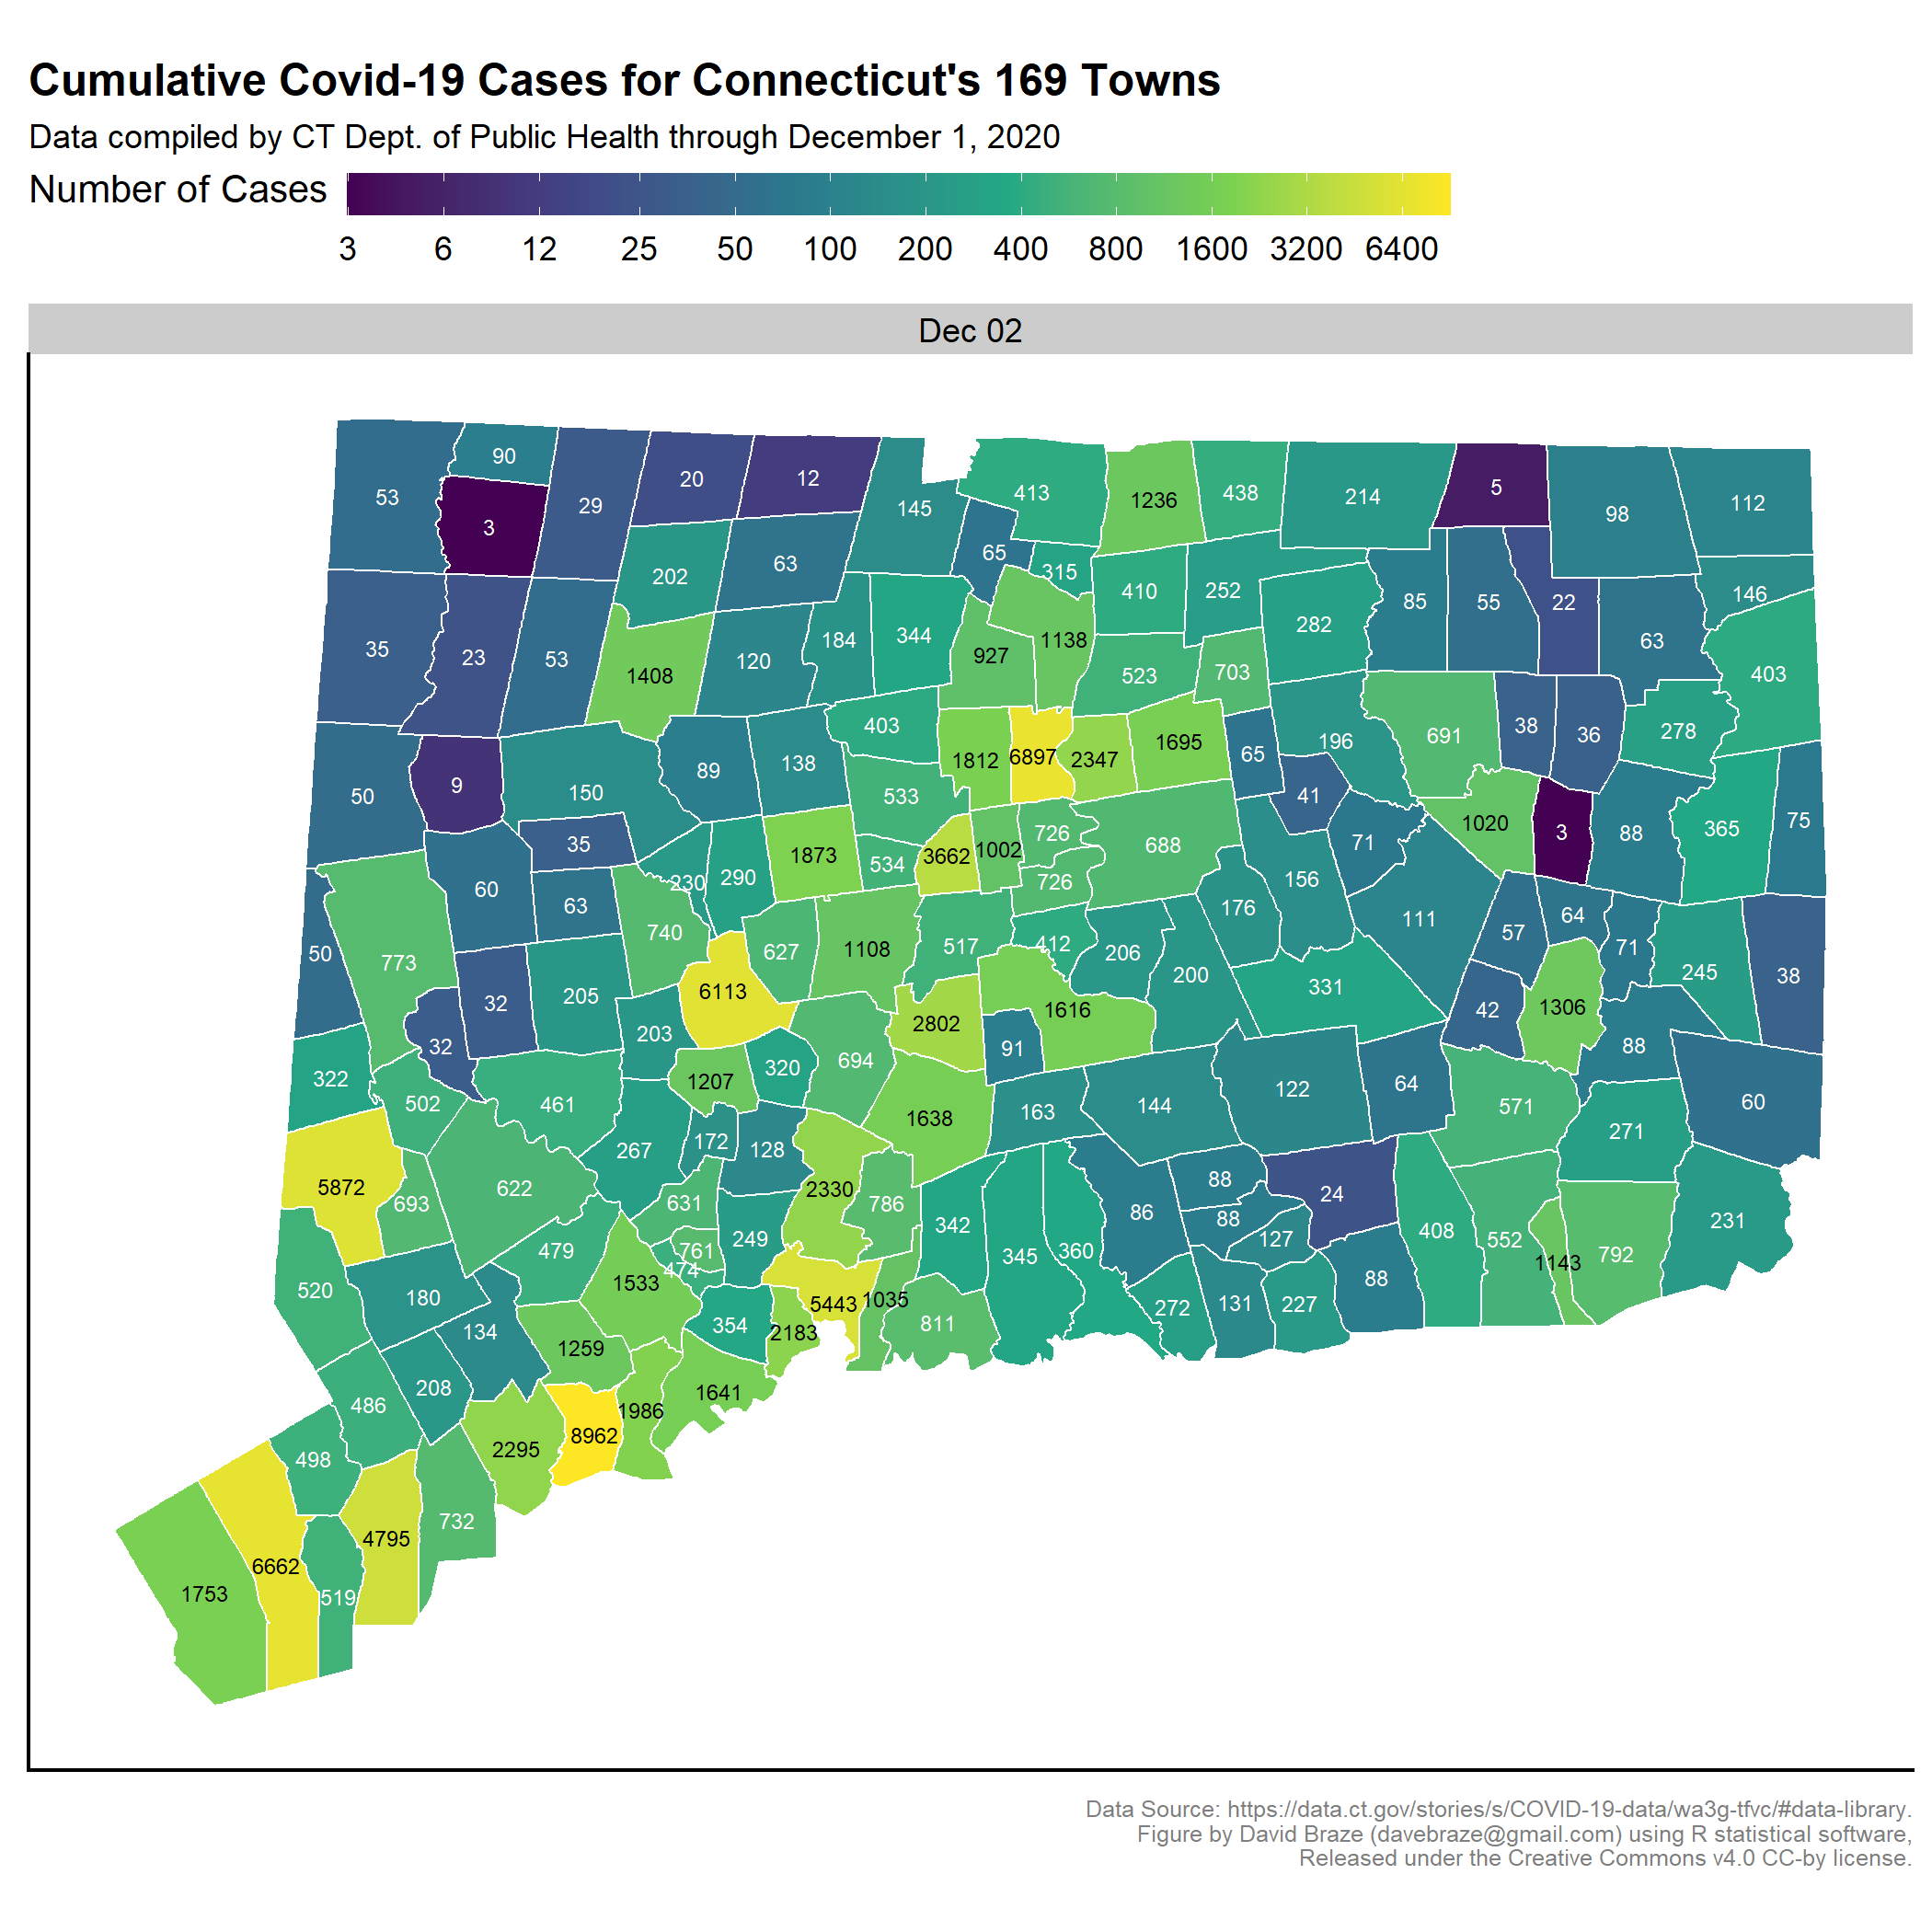 Cumulative Covid-19 Cases for Connecticut's 169 Towns
Data compiled by CT Dept. of Public Health through December 1, 2020
Number of Cases
3 6 12 25 50 100 200 400 800 1600 3200 6400
Dec 02
53 90 3 29 20 12 145 413 1236 438 214 5 98 112
202 63 65 315 410 252 282 85 55 22 63 146
35 23 53 1408 120 184 344 927 1138 523 703 691 38 36 278 403
50 9 150 89 138 403 1812 6897 2347 1695 65 196
35 533 41 1020 3 88 365 75
60 63 230 290 1873 534 3662 1002 726 726 688 156 71
50 773 740 627 1108 517 412 206 176 111 57 64 71 245 38
32 32 205 6113 2802 1616 200 331 42 1306 88
322 502 461 203 1207 320 694 91 122 64 571 60
5872 693 622 267 172 128 1638 163 144 271
631 2330 786 342 86 88 88 24 408 552 792 231
520 180 479 1533 761 474 249 345 360 127 1143
134 1259 354 2183 5443 1035 811 272 131 227 88
486 208 2295 8962 1986 1641
498 4795 732
1753 6662 519
Data Source: https://data.ct.gov/stories/s/COVID-19-data/wa3g-tfvc/#data-library.
Figure by David Braze (davebraze@gmail.com) using R statistical software,
Released under the Creative Commons v4.0 CC-by license.